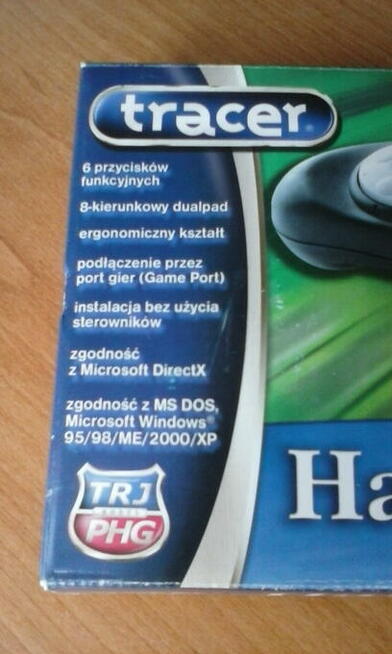 tracer®
6 przycisków
funkcyjnych
8-kierunkowy dualpad
ergonomiczny kształt
podłączenie przez
port gier (Game Port)
instalacja bez użycia
sterowników
zgodność
z Microsoft DirectX
zgodność z MS DOS,
Microsoft Windows®
95/98/ME/2000/XP
TRJ
PHG
Ha